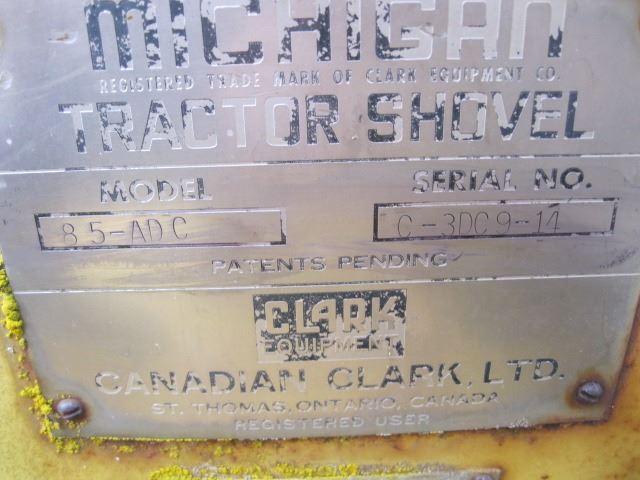 MICHIGAN
REGISTERED TRADE MARK OF CLARK EQUIPMENT CO.
TRACTOR SHOVEL
MODEL SERIAL NO.
85-ADC C-3DC9-14
PATENTS PENDING
CLARK
EQUIPMENT
CANADIAN CLARK, LTD.
ST. THOMAS, ONTARIO, CANADA
REGISTERED USER